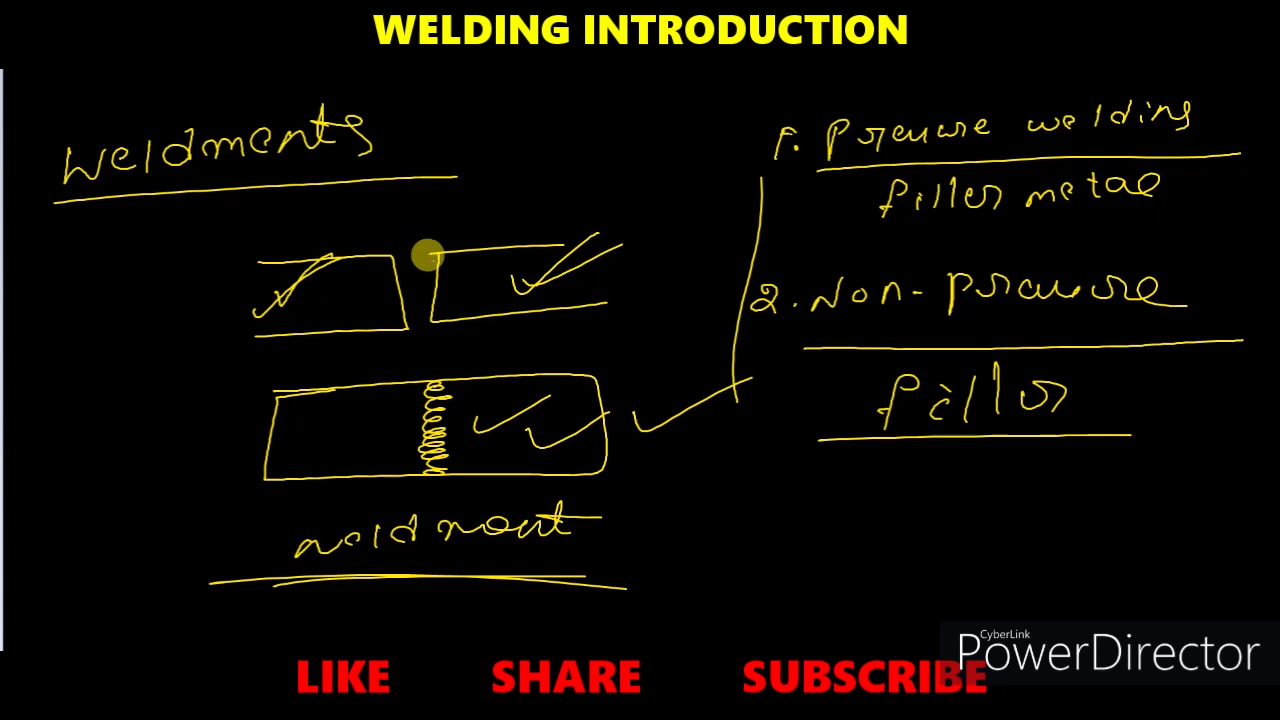 WELDING INTRODUCTION
Weldments
1. Pressure welding
filler metal
2. Non-pressure
filler
weldment
LIKE SHARE SUBSCRIBE
CyberLink
PowerDirector